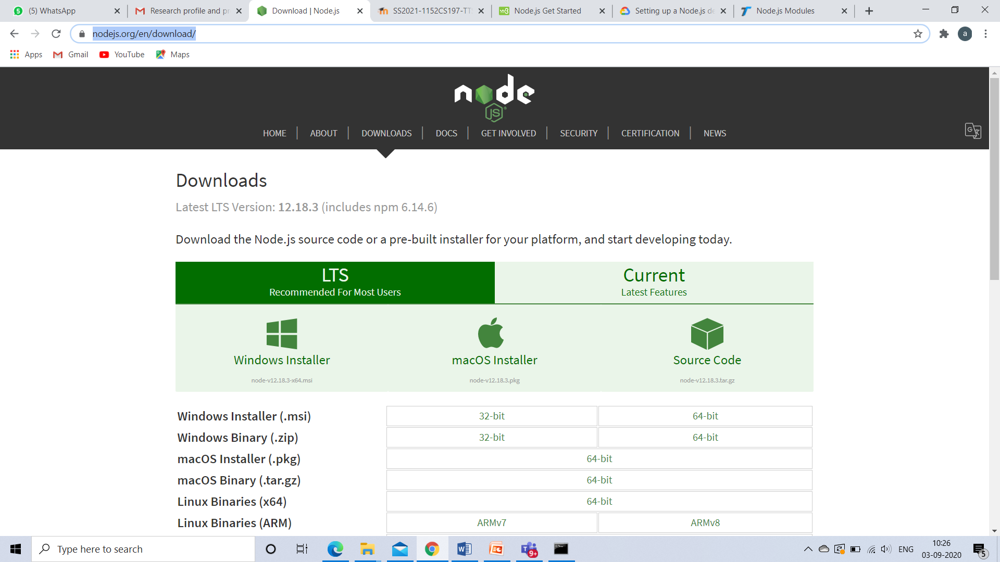 (5) WhatsApp
Research profile and pr
Download | Node.js
SS2021-1152CS197-TT
Node.js Get Started
Setting up a Node.js de
Node.js Modules
nodejs.org/en/download/
a
Apps
Gmail
YouTube
Maps
node
JS
HOME | ABOUT | DOWNLOADS | DOCS | GET INVOLVED | SECURITY | CERTIFICATION | NEWS
Downloads
Latest LTS Version: 12.18.3 (includes npm 6.14.6)
Download the Node.js source code or a pre-built installer for your platform, and start developing today.
LTS
Recommended For Most Users
Current
Latest Features
Windows Installer
node-v12.18.3-x64.msi
macOS Installer
node-v12.18.3.pkg
Source Code
node-v12.18.3.tar.gz
Windows Installer (.msi) 32-bit 64-bit
Windows Binary (.zip) 32-bit 64-bit
macOS Installer (.pkg) 64-bit
macOS Binary (.tar.gz) 64-bit
Linux Binaries (x64) 64-bit
Linux Binaries (ARM) ARMv7 ARMv8
Type here to search
9+
ENG
10:26
03-09-2020
5